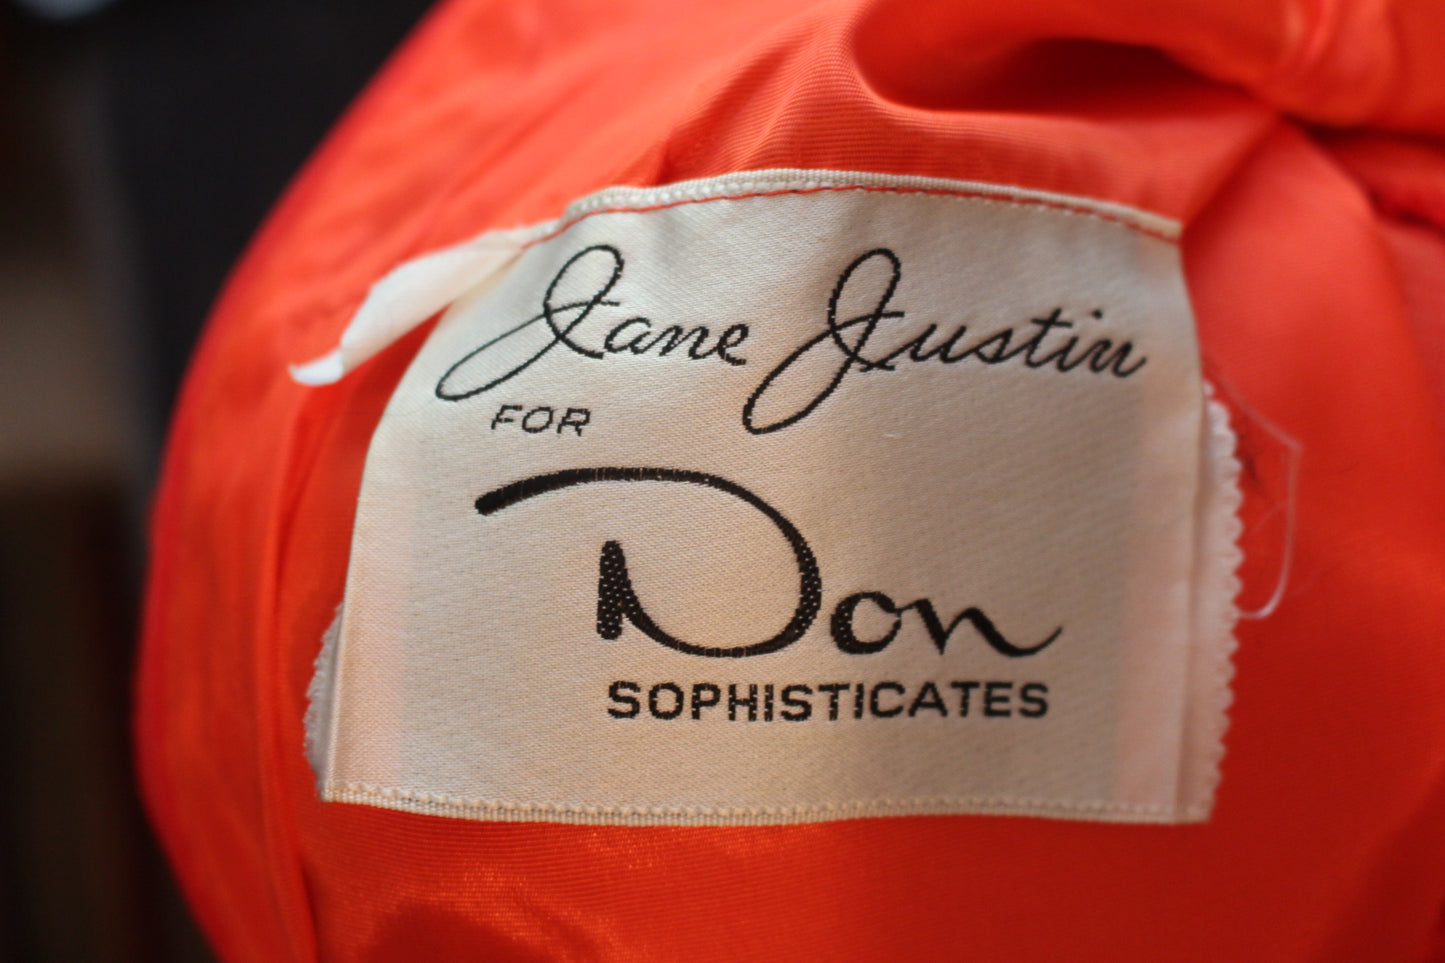 Jane Justin
FOR
Don
SOPHISTICATES